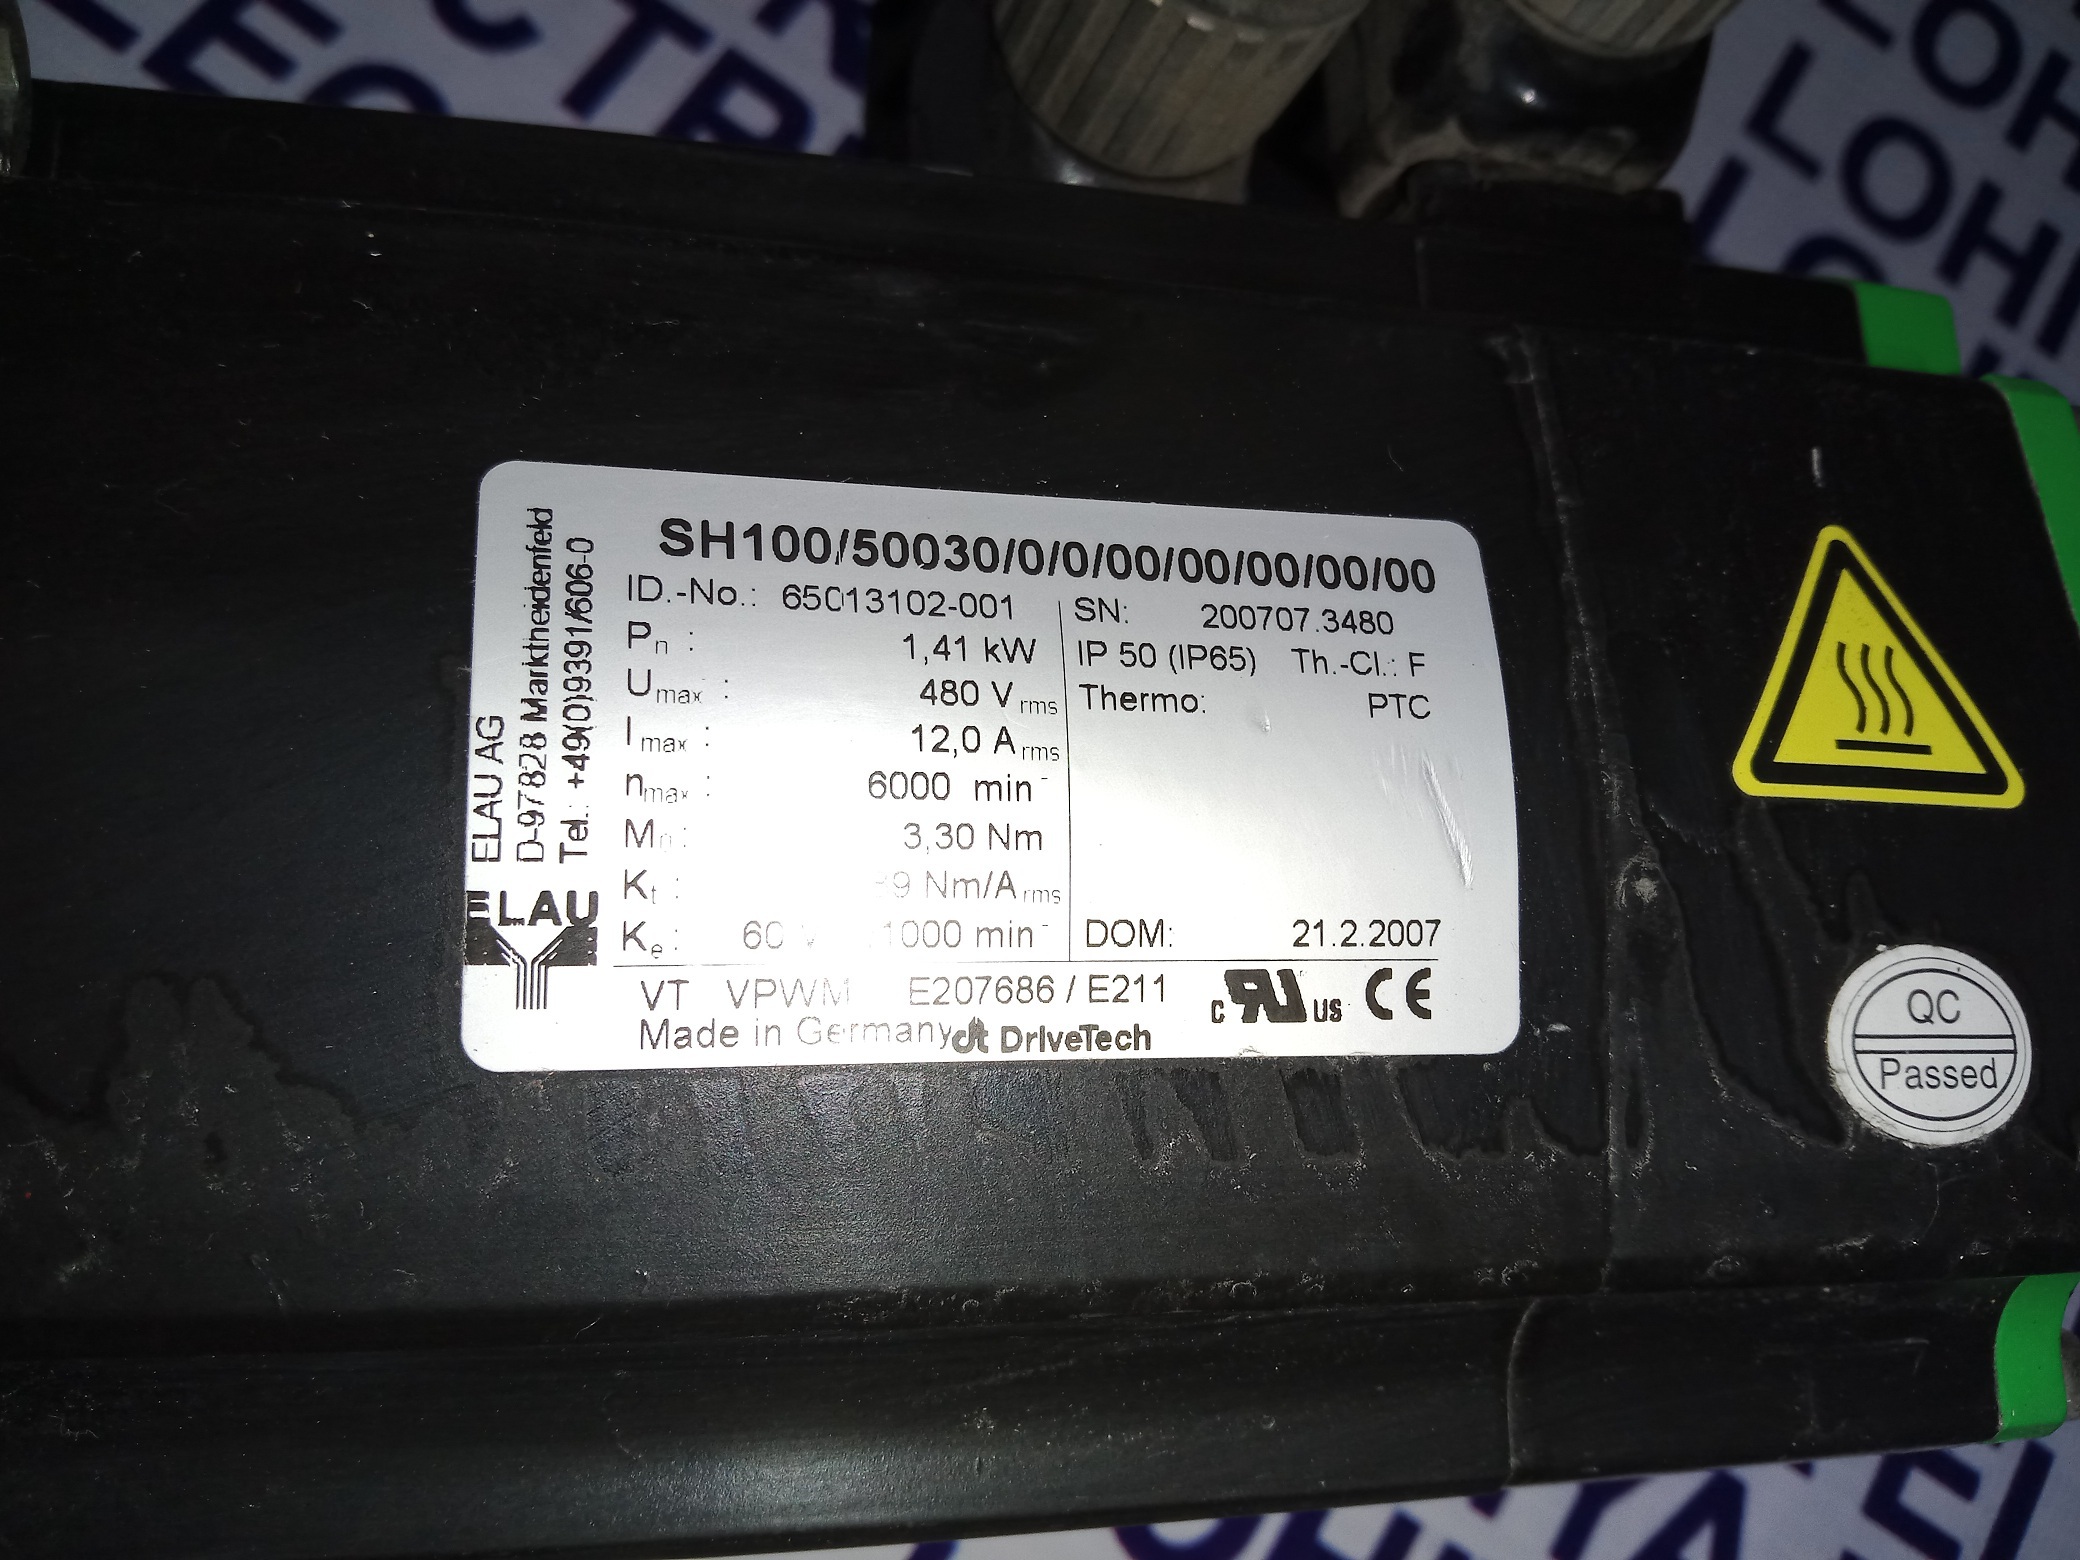 SH100/50030/0/0/00/00/00/00/00
ID.-No.: 65013102-001
SN: 200707.3480
Pn : 1,41 kW
IP 50 (IP65) Th.-Cl.: F
Umax : 480 Vrms
Thermo: PTC
Imax : 12,0 Arms
nmax : 6000 min-
Mn : 3,30 Nm
Kt : Nm/Arms
Ke : 1000 min-
DOM: 21.2.2007
VT VPWM E207686 / E211
c RU us CE
Made in Germany dt DriveTech
ELAU AG
D-97828 Marktheidenfeld
Tel.: +49(0)9391/606-0
ELAU
QC
Passed
LOHI